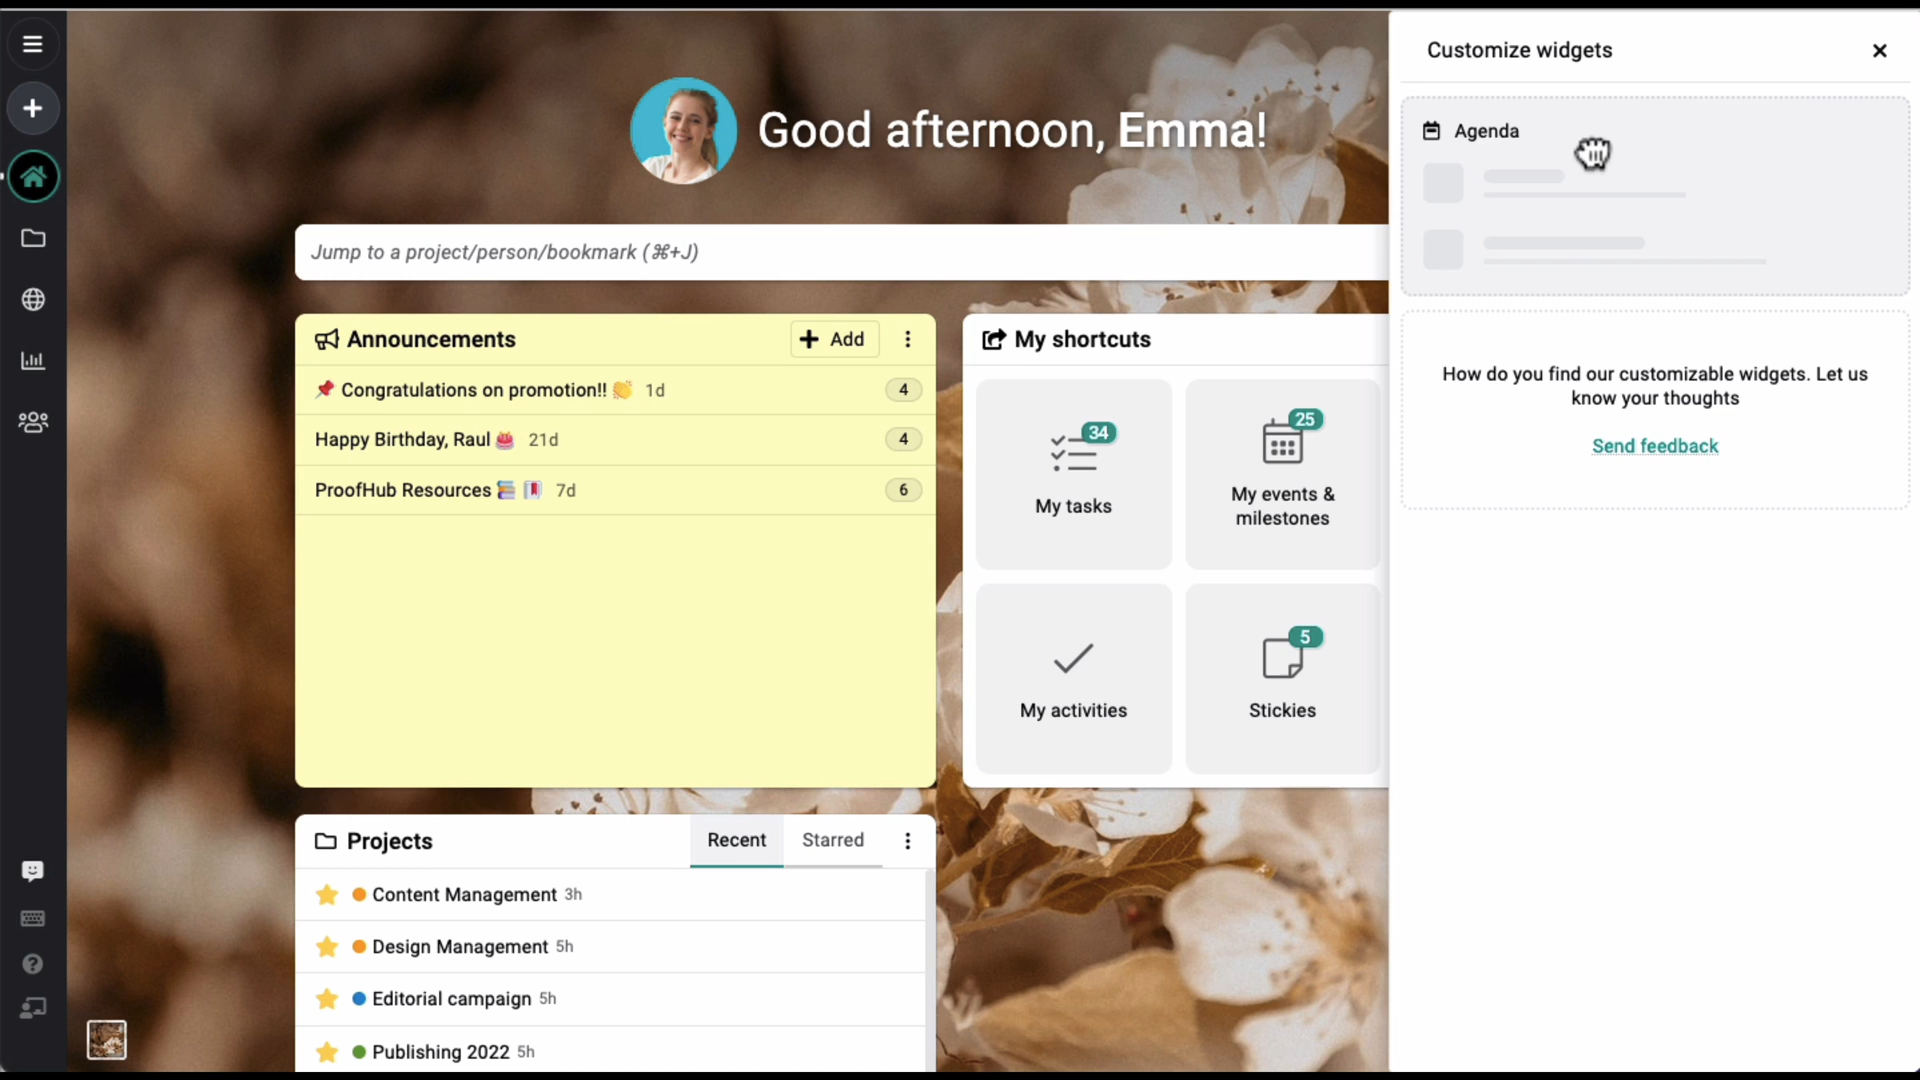 Customize widgets
Agenda
Good afternoon, Emma!
Jump to a project/person/bookmark (⌘+J)
How do you find our customizable widgets. Let us
know your thoughts
Send feedback
Announcements
+ Add
Congratulations on promotion!! 👏 1d
4
Happy Birthday, Raul 🎂 21d
4
ProofHub Resources 📚 7d
6
My shortcuts
34
My tasks
25
My events &
milestones
My activities
5
Stickies
Projects
Recent
Starred
Content Management 3h
Design Management 5h
Editorial campaign 5h
Publishing 2022 5h